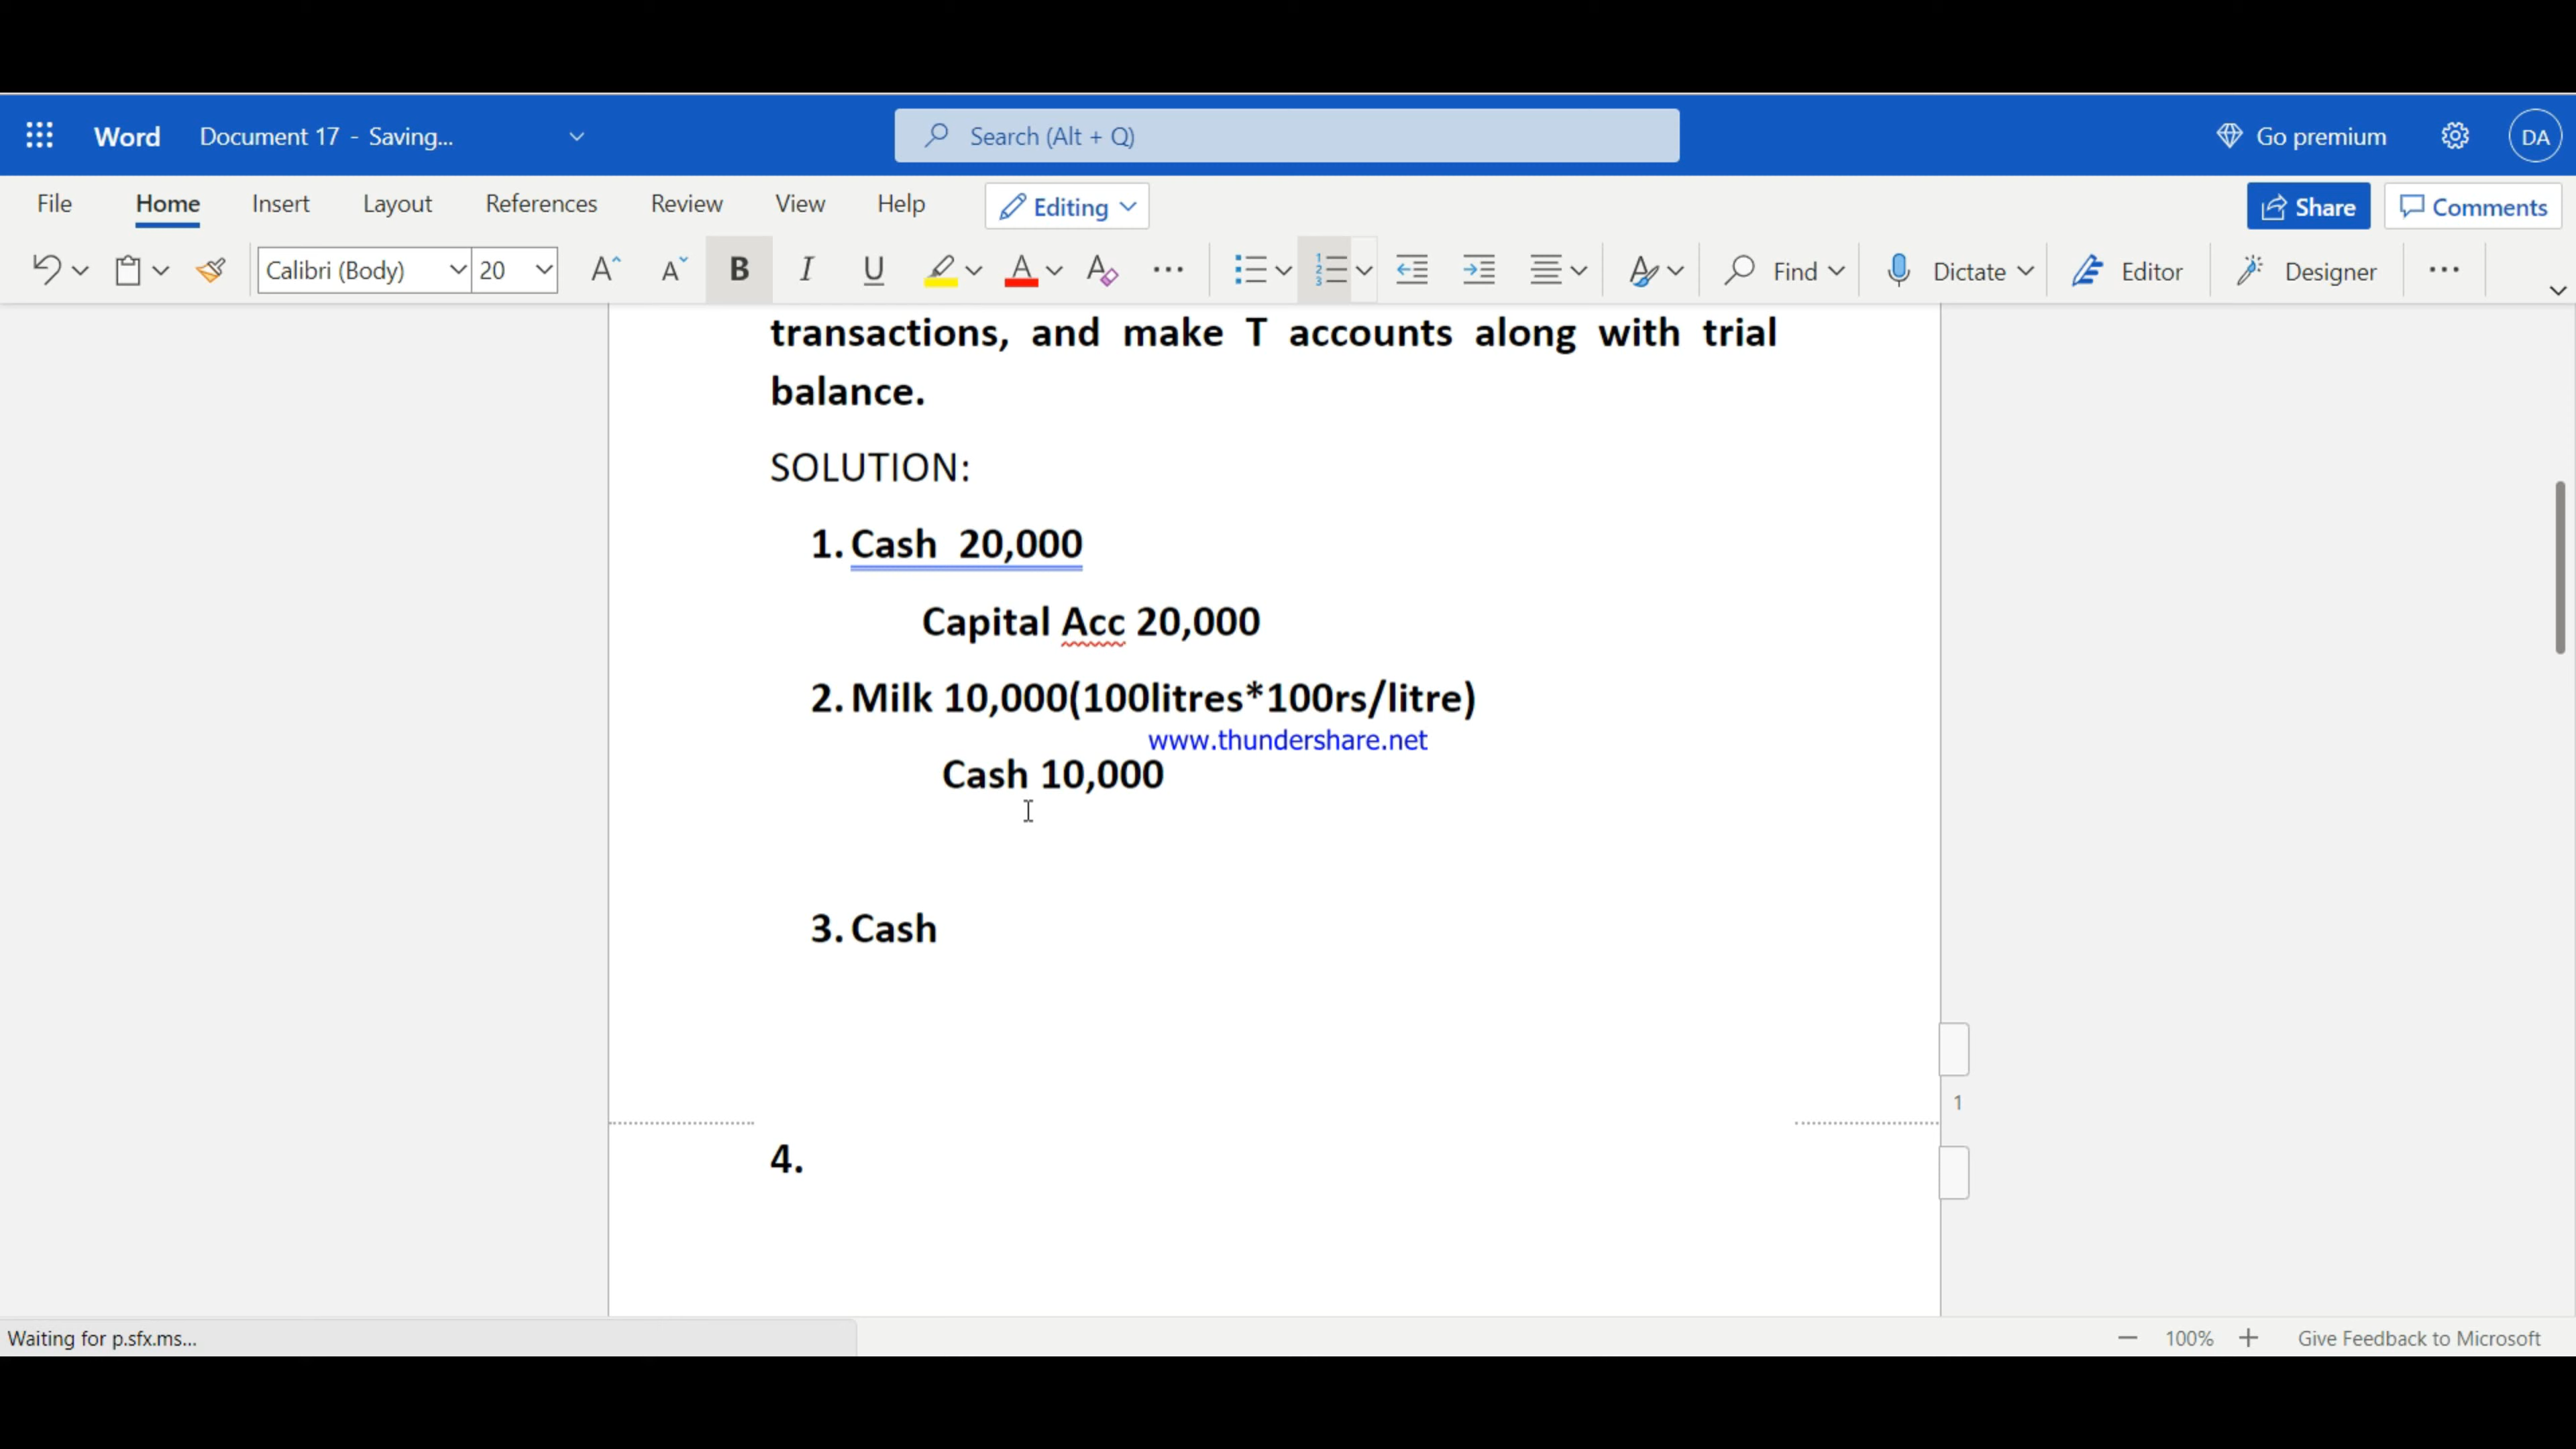 Word Document 17 - Saving... Search (Alt + Q) Go premium DA
File Home Insert Layout References Review View Help Editing Share Comments
Calibri (Body) 20 A A B I U A A ... 1 2 3 A Find Dictate Editor Designer ...
transactions, and make T accounts along with trial
balance.
SOLUTION:
1. Cash 20,000
Capital Acc 20,000
2. Milk 10,000(100litres*100rs/litre)
www.thundershare.net
Cash 10,000
3. Cash
1
4.
Waiting for p.sfx.ms... 100% Give Feedback to Microsoft